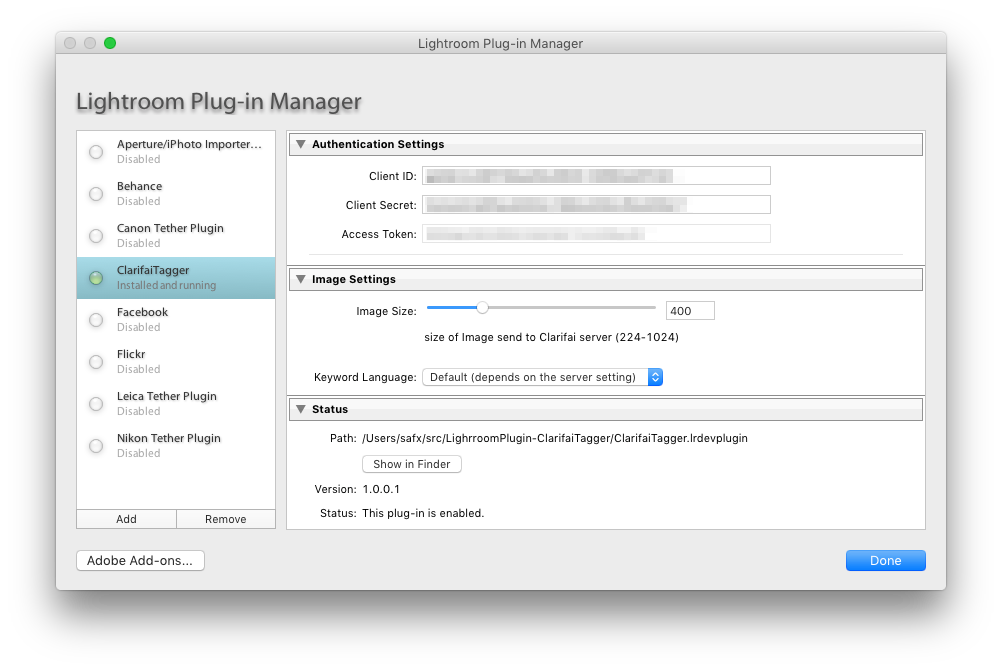 Lightroom Plug-in Manager
Lightroom Plug-in Manager
Aperture/iPhoto Importer...
Disabled
Behance
Disabled
Canon Tether Plugin
Disabled
ClarifaiTagger
Installed and running
Facebook
Disabled
Flickr
Disabled
Leica Tether Plugin
Disabled
Nikon Tether Plugin
Disabled
Add Remove
Authentication Settings
Client ID:
Client Secret:
Access Token:
Image Settings
Image Size: 400
size of Image send to Clarifai server (224-1024)
Keyword Language: Default (depends on the server setting)
Status
Path: /Users/safx/src/LighrroomPlugin-ClarifaiTagger/ClarifaiTagger.lrdevplugin
Show in Finder
Version: 1.0.0.1
Status: This plug-in is enabled.
Adobe Add-ons... Done